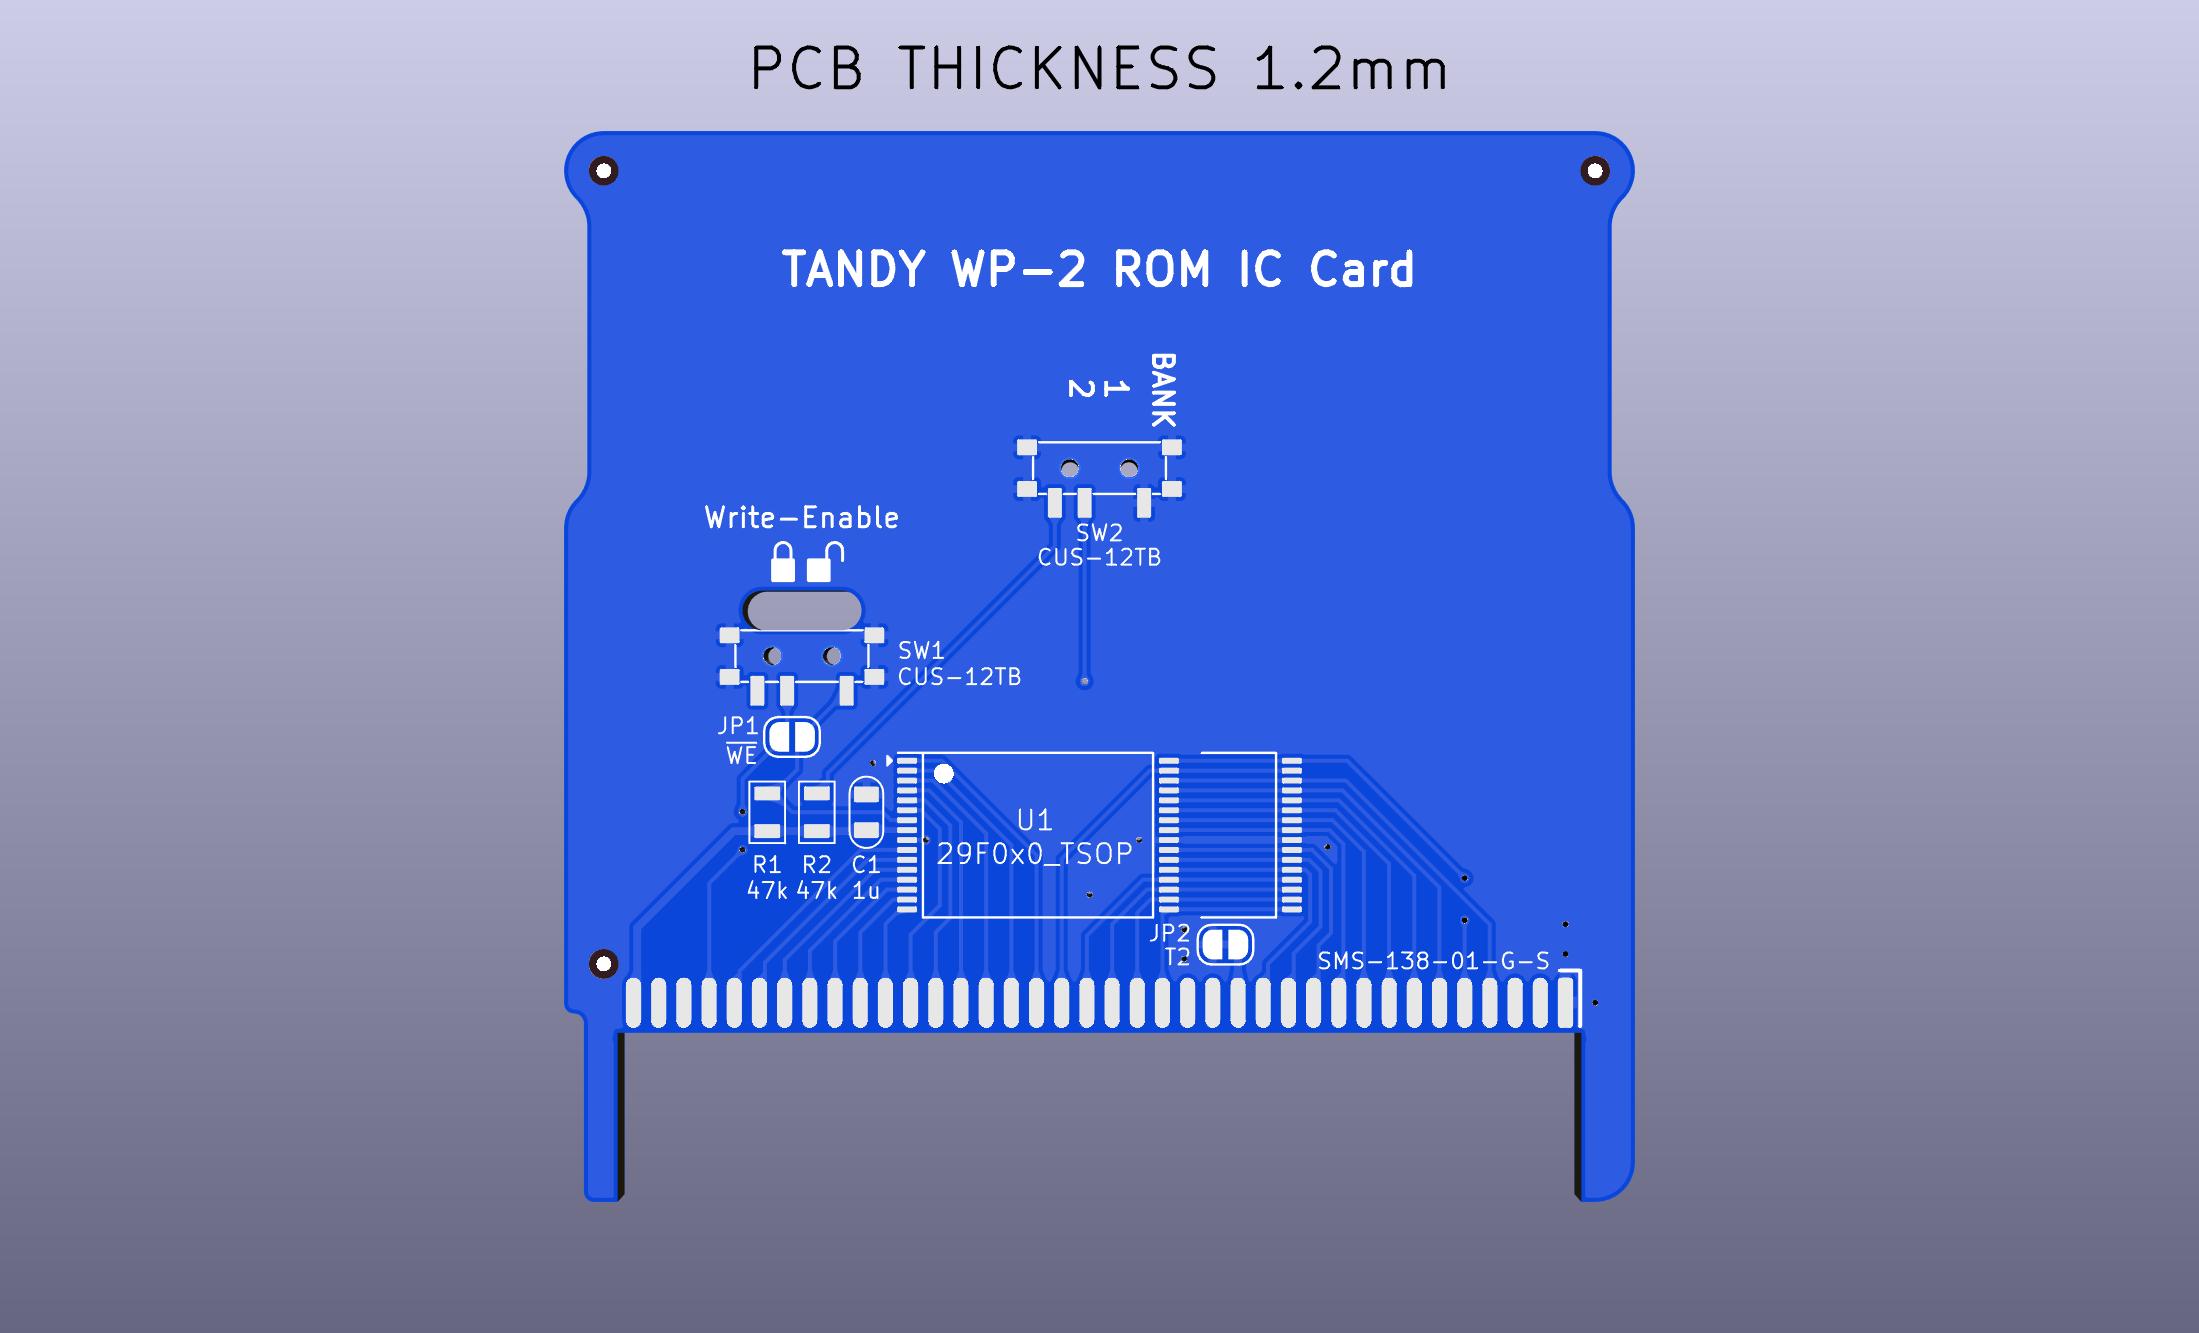 PCB THICKNESS 1.2mm
TANDY WP-2 ROM IC Card
BANK
1
2
SW2
CUS-12TB
Write-Enable
SW1
CUS-12TB
JP1
WE
R1
47k
R2
47k
C1
1u
U1
29F0x0_TSOP
JP2
T2
SMS-138-01-G-S